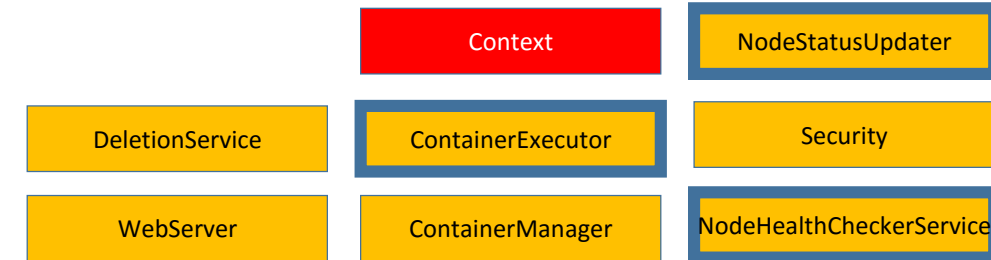 Context
NodeStatusUpdater
DeletionService
ContainerExecutor
Security
WebServer
ContainerManager
NodeHealthCheckerService